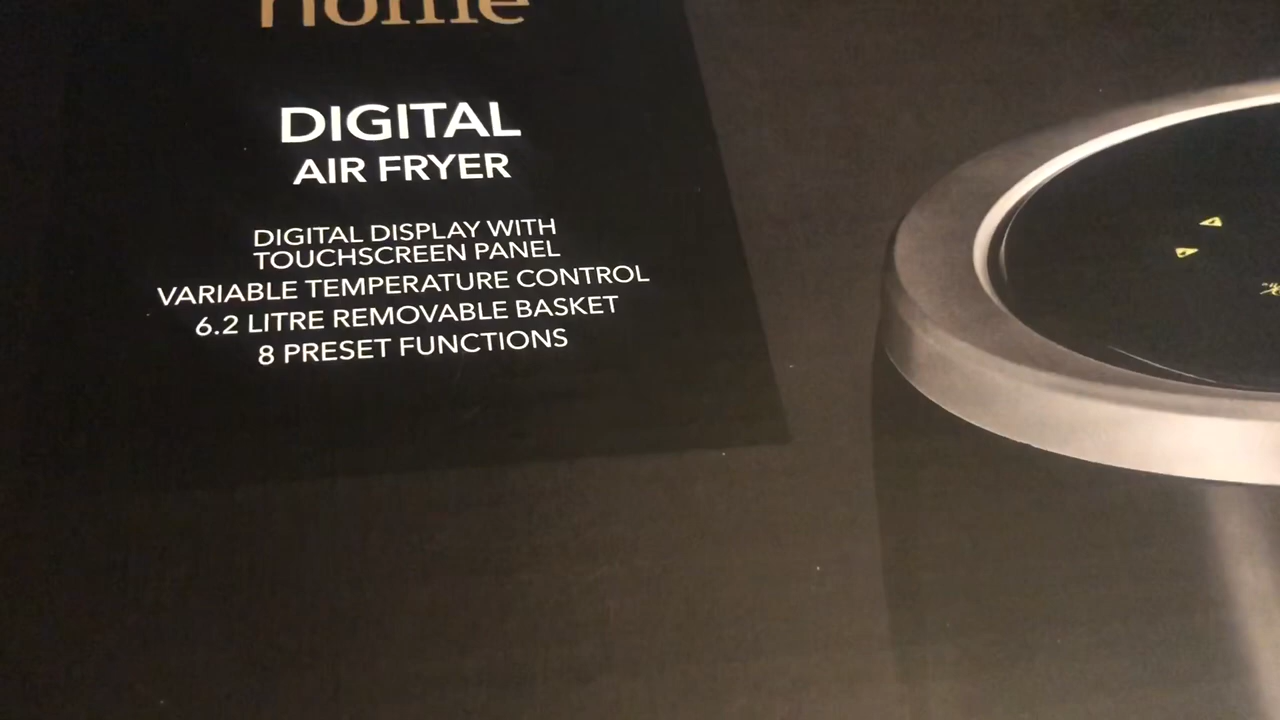 home
DIGITAL
AIR FRYER
DIGITAL DISPLAY WITH
TOUCHSCREEN PANEL
VARIABLE TEMPERATURE CONTROL
6.2 LITRE REMOVABLE BASKET
8 PRESET FUNCTIONS